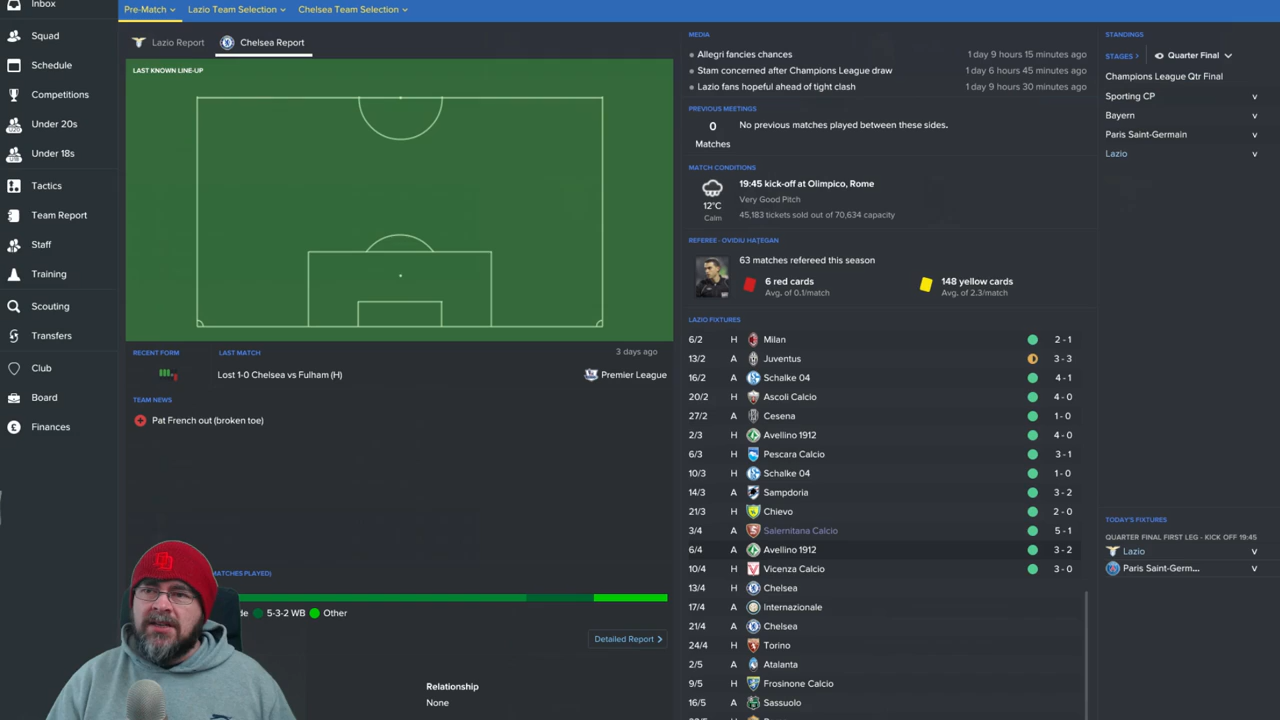 Inbox
Squad
Schedule
Competitions
Under 20s
Under 18s
Tactics
Team Report
Staff
Training
Scouting
Transfers
Club
Board
Finances
Pre-Match
Lazio Team Selection
Chelsea Team Selection
Lazio Report
Chelsea Report
LAST KNOWN LINE-UP
RECENT FORM
LAST MATCH
3 days ago
Lost 1-0 Chelsea vs Fulham (H)
Premier League
TEAM NEWS
Pat French out (broken toe)
MATCHES PLAYED)
de
5-3-2 WB
Other
Detailed Report
Relationship
None
MEDIA
Allegri fancies chances 1 day 9 hours 15 minutes ago
Stam concerned after Champions League draw 1 day 6 hours 45 minutes ago
Lazio fans hopeful ahead of tight clash 1 day 9 hours 30 minutes ago
PREVIOUS MEETINGS
0 No previous matches played between these sides.
Matches
MATCH CONDITIONS
19:45 kick-off at Olimpico, Rome
Very Good Pitch
12°C
Calm
45,183 tickets sold out of 70,634 capacity
REFEREE - OVIDIU HAȚEGAN
63 matches refereed this season
6 red cards
Avg. of 0.1/match
148 yellow cards
Avg. of 2.3/match
LAZIO FIXTURES
6/2 H Milan 2 - 1
13/2 A Juventus 3 - 3
16/2 A Schalke 04 4 - 1
20/2 H Ascoli Calcio 4 - 0
27/2 A Cesena 1 - 0
2/3 H Avellino 1912 4 - 0
6/3 H Pescara Calcio 3 - 1
10/3 H Schalke 04 1 - 0
14/3 A Sampdoria 3 - 2
21/3 H Chievo 2 - 0
3/4 A Salernitana Calcio 5 - 1
6/4 A Avellino 1912 3 - 2
10/4 H Vicenza Calcio 3 - 0
13/4 H Chelsea
17/4 A Internazionale
21/4 A Chelsea
24/4 H Torino
2/5 A Atalanta
9/5 H Frosinone Calcio
16/5 A Sassuolo
STANDINGS
STAGES > Quarter Final
Champions League Qtr Final
Sporting CP v
Bayern v
Paris Saint-Germain v
Lazio v
TODAY'S FIXTURES
QUARTER FINAL FIRST LEG - KICK OFF 19:45
Lazio v
Paris Saint-Germ... v